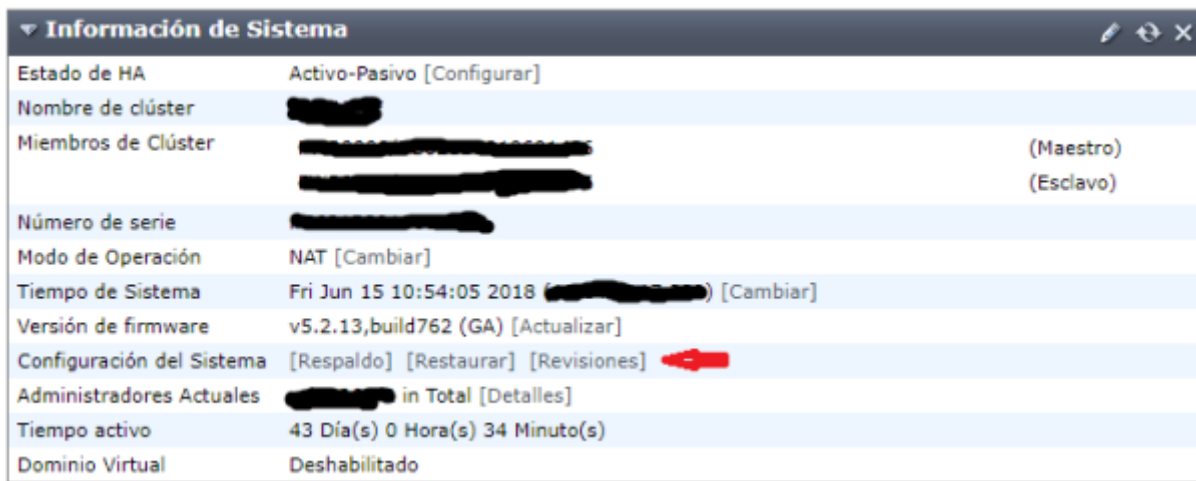 Información de Sistema
Estado de HA Activo-Pasivo [Configurar]
Nombre de clúster
Miembros de Clúster (Maestro)
(Esclavo)
Número de serie
Modo de Operación NAT [Cambiar]
Tiempo de Sistema Fri Jun 15 10:54:05 2018 ( ) [Cambiar]
Versión de firmware v5.2.13,build762 (GA) [Actualizar]
Configuración del Sistema [Respaldo] [Restaurar] [Revisiones]
Administradores Actuales in Total [Detalles]
Tiempo activo 43 Día(s) 0 Hora(s) 34 Minuto(s)
Dominio Virtual Deshabilitado